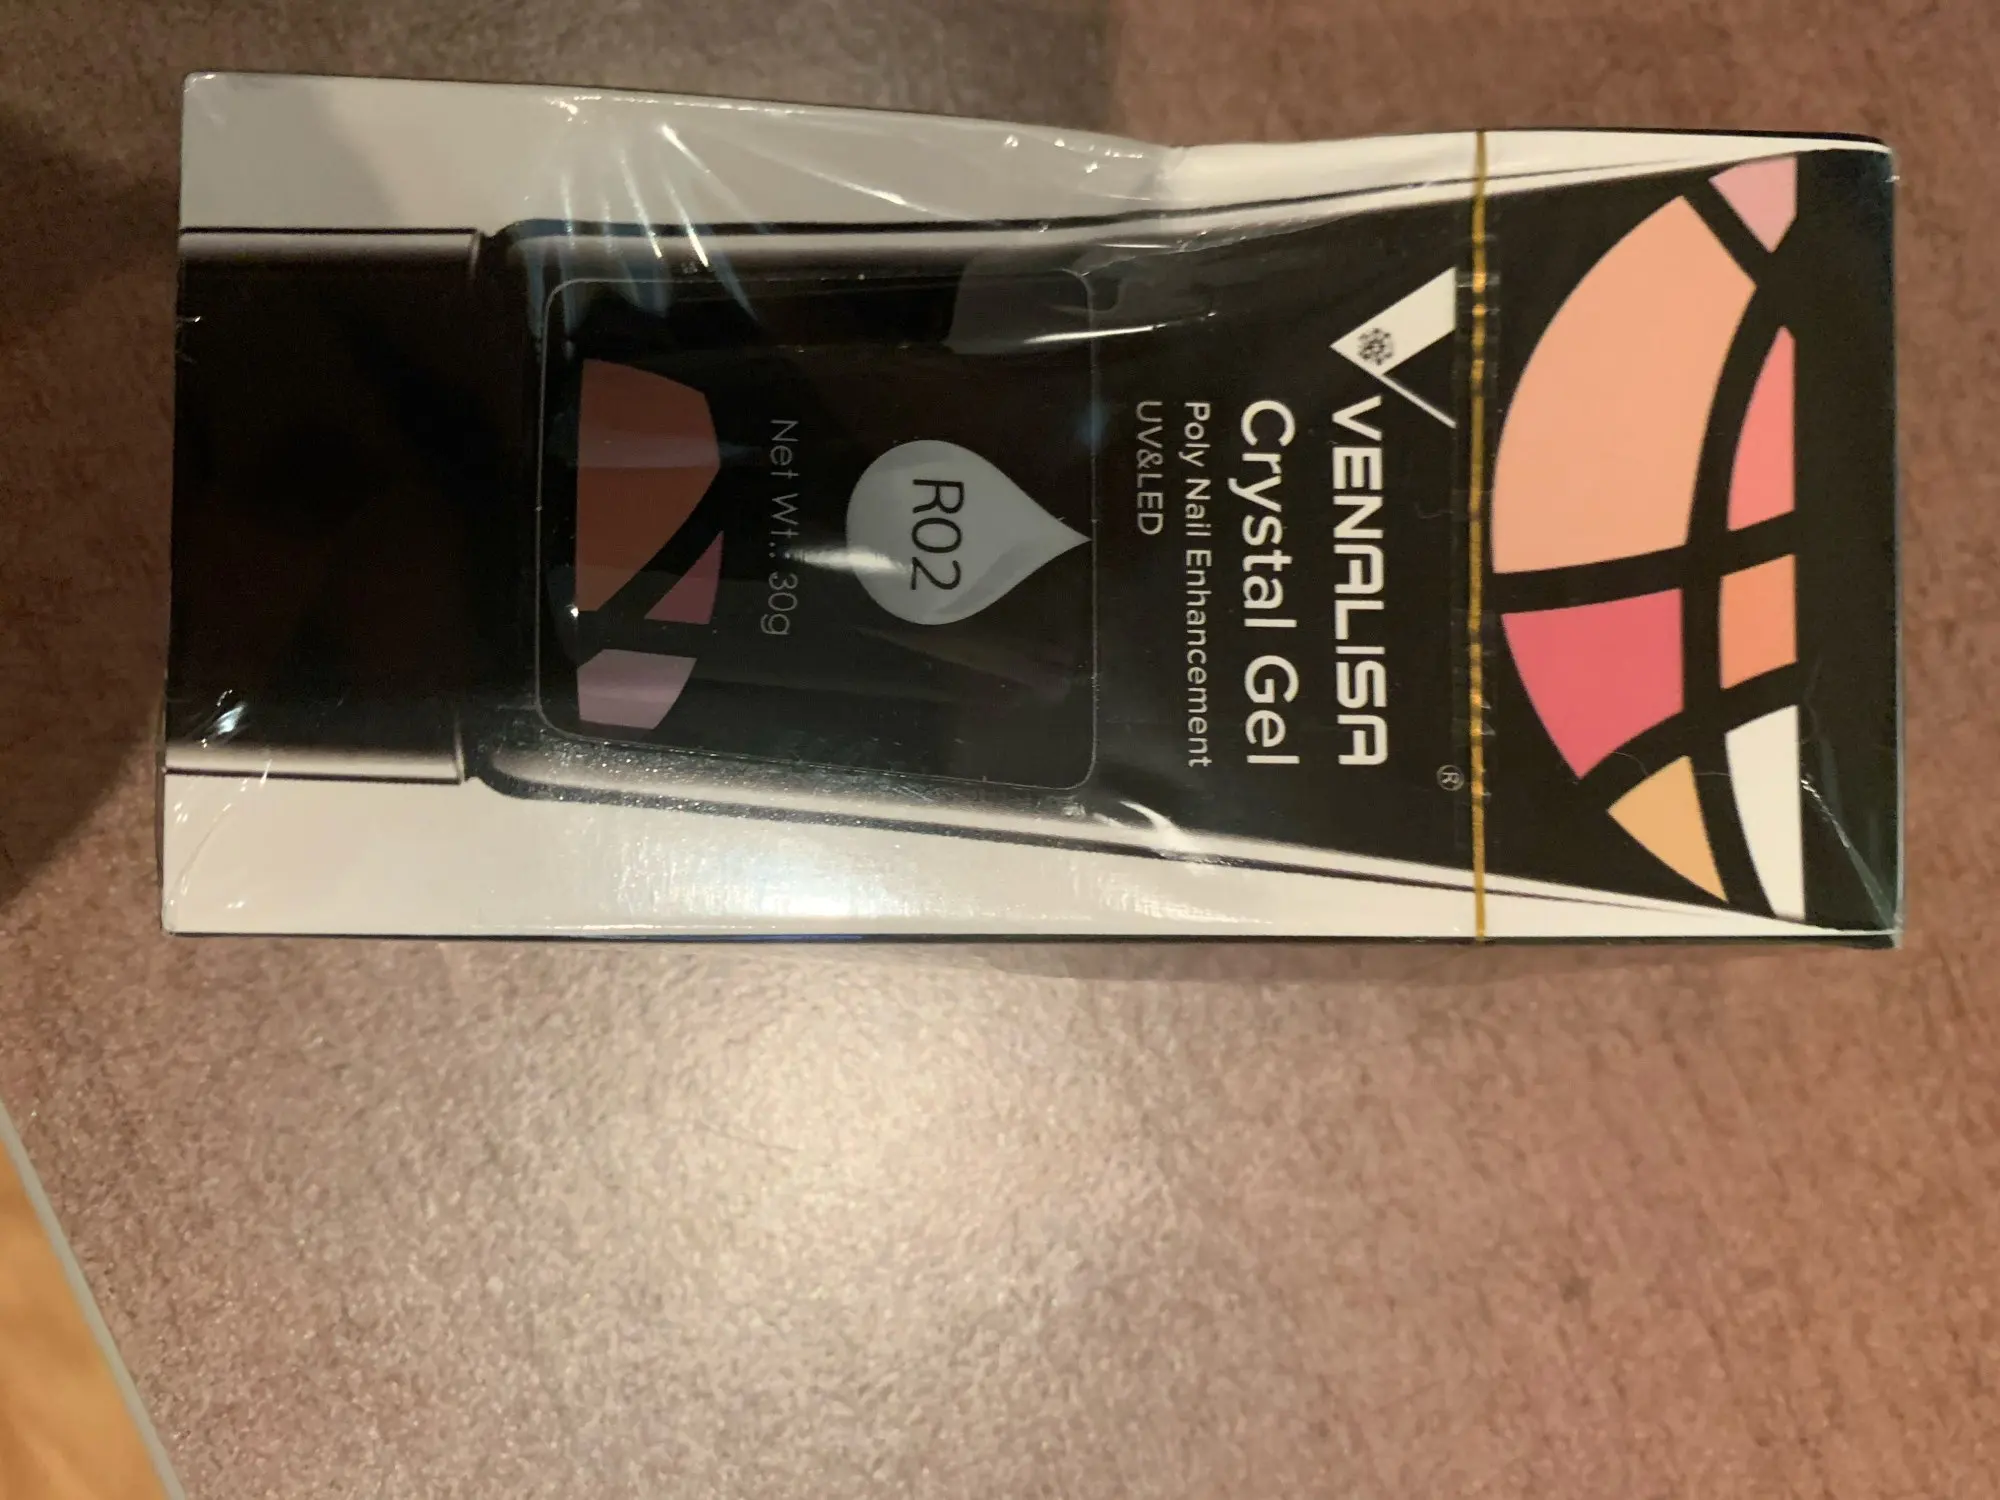 ®
VENALISA
Crystal Gel
Poly Nail Enhancement
UV&LED
R02
Net Wt.: 30g